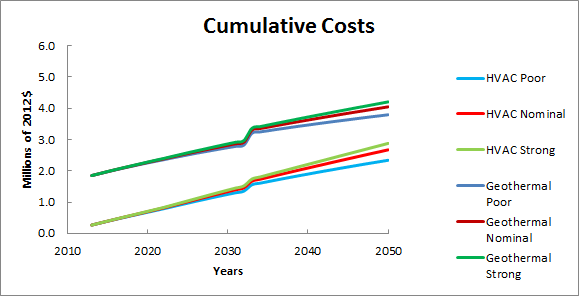 Cumulative Costs
Millions of 2012$
6.0
5.0
4.0
3.0
2.0
1.0
0.0
2010 2020 2030 2040 2050
Years
HVAC Poor
HVAC Nominal
HVAC Strong
Geothermal
Poor
Geothermal
Nominal
Geothermal
Strong